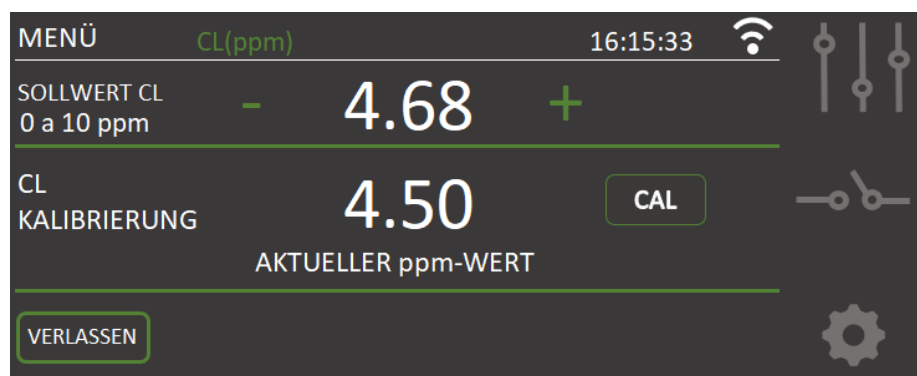 MENÜ CL(ppm) 16:15:33
SOLLWERT CL
0 a 10 ppm - 4.68 +
CL
KALIBRIERUNG 4.50 CAL
AKTUELLER ppm-WERT
VERLASSEN